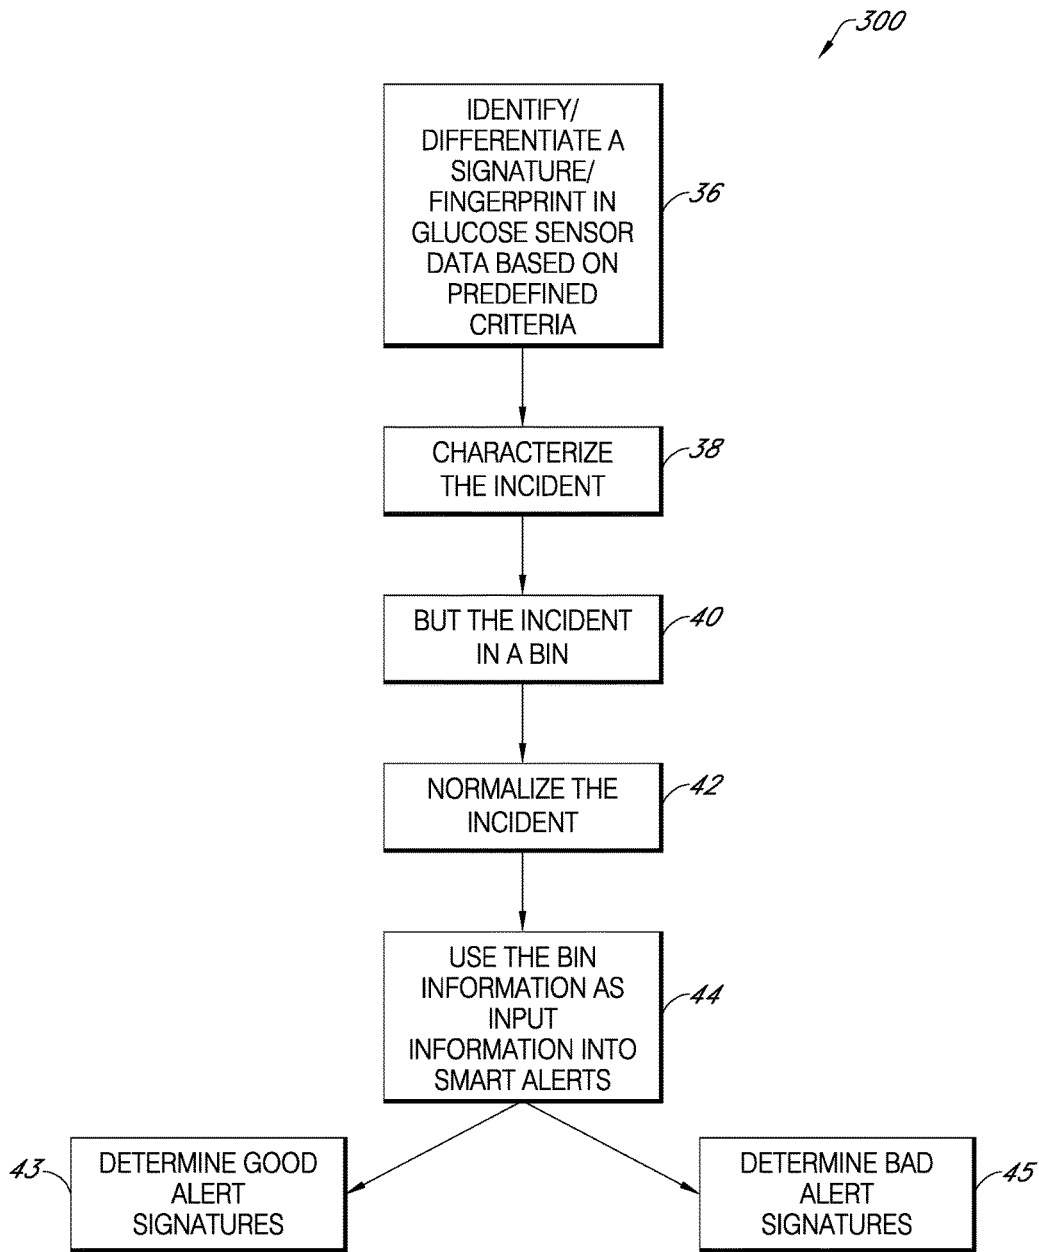 300
IDENTIFY/
DIFFERENTIATE A
SIGNATURE/
FINGERPRINT IN
GLUCOSE SENSOR
DATA BASED ON
PREDEFINED
CRITERIA
36
CHARACTERIZE
THE INCIDENT
38
BUT THE INCIDENT
IN A BIN
40
NORMALIZE THE
INCIDENT
42
USE THE BIN
INFORMATION AS
INPUT
INFORMATION INTO
SMART ALERTS
44
43
DETERMINE GOOD
ALERT
SIGNATURES
DETERMINE BAD
ALERT
SIGNATURES
45